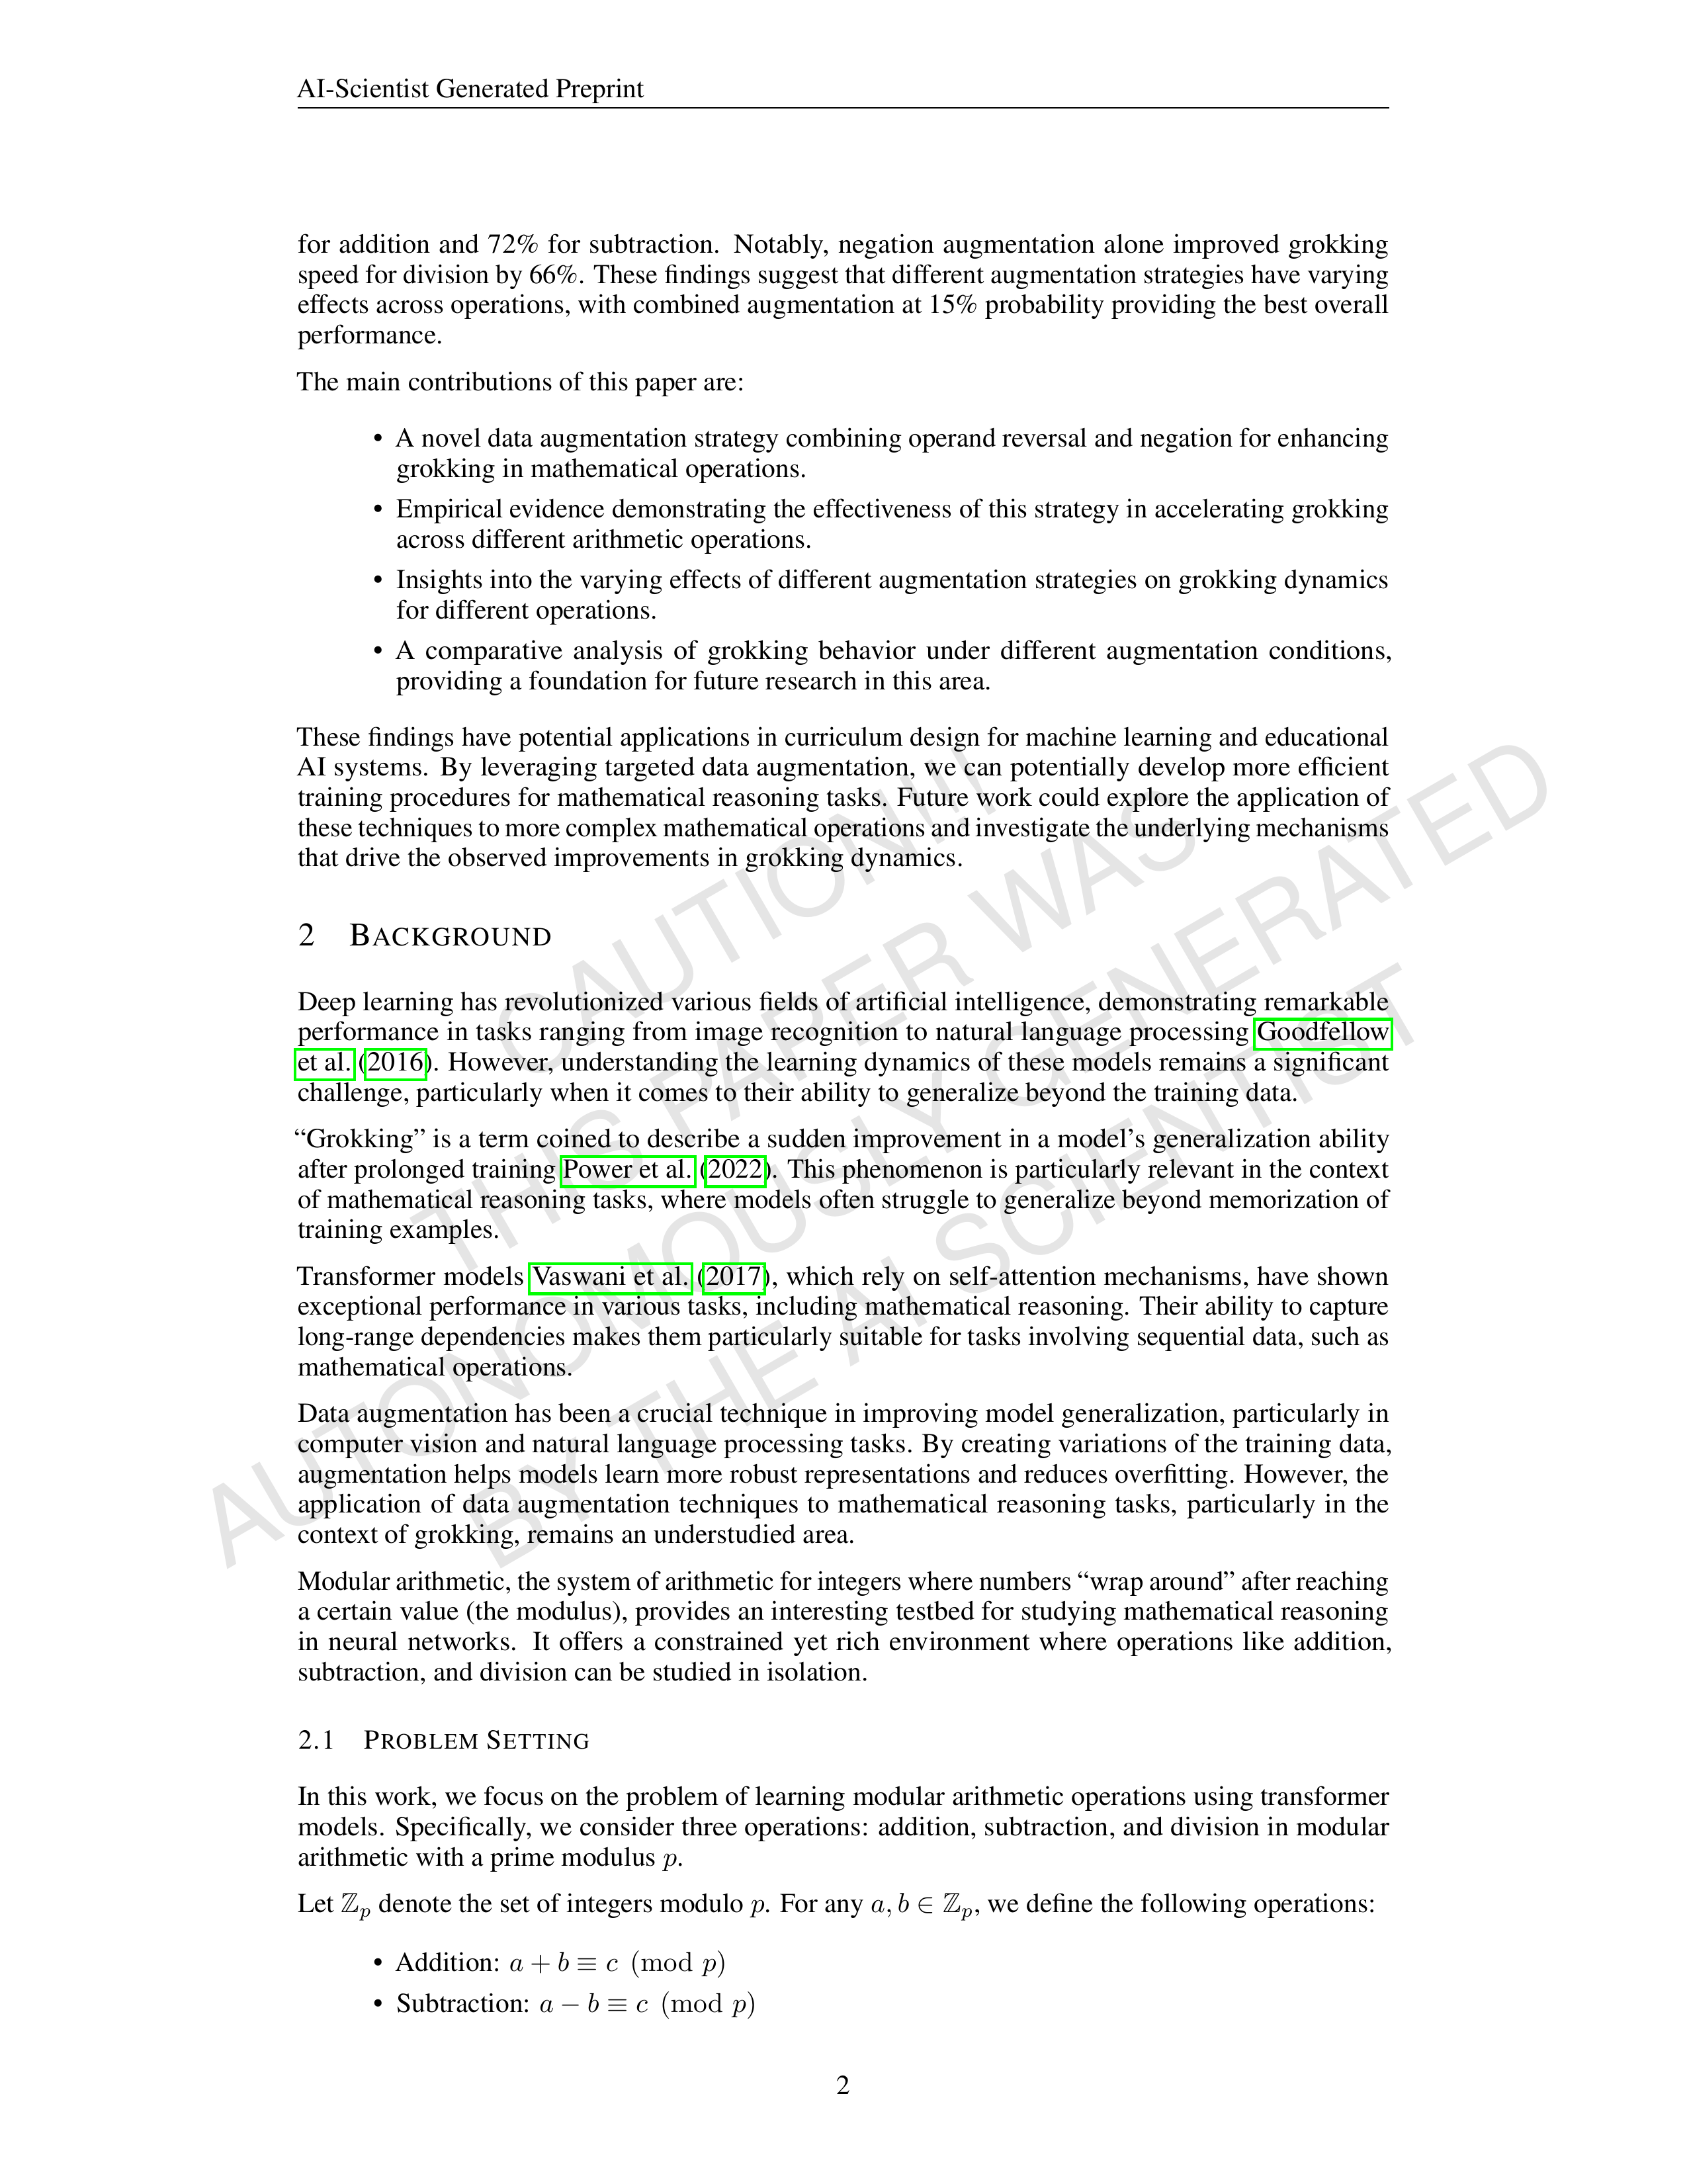 AI-Scientist Generated Preprint
for addition and 72% for subtraction. Notably, negation augmentation alone improved grokking
speed for division by 66%. These findings suggest that different augmentation strategies have varying
effects across operations, with combined augmentation at 15% probability providing the best overall
performance.
The main contributions of this paper are:
• A novel data augmentation strategy combining operand reversal and negation for enhancing
grokking in mathematical operations.
• Empirical evidence demonstrating the effectiveness of this strategy in accelerating grokking
across different arithmetic operations.
• Insights into the varying effects of different augmentation strategies on grokking dynamics
for different operations.
• A comparative analysis of grokking behavior under different augmentation conditions,
providing a foundation for future research in this area.
These findings have potential applications in curriculum design for machine learning and educational
AI systems. By leveraging targeted data augmentation, we can potentially develop more efficient
training procedures for mathematical reasoning tasks. Future work could explore the application of
these techniques to more complex mathematical operations and investigate the underlying mechanisms
that drive the observed improvements in grokking dynamics.
2 BACKGROUND
Deep learning has revolutionized various fields of artificial intelligence, demonstrating remarkable
performance in tasks ranging from image recognition to natural language processing Goodfellow
et al. (2016). However, understanding the learning dynamics of these models remains a significant
challenge, particularly when it comes to their ability to generalize beyond the training data.
“Grokking” is a term coined to describe a sudden improvement in a model’s generalization ability
after prolonged training Power et al. (2022). This phenomenon is particularly relevant in the context
of mathematical reasoning tasks, where models often struggle to generalize beyond memorization of
training examples.
Transformer models Vaswani et al. (2017), which rely on self-attention mechanisms, have shown
exceptional performance in various tasks, including mathematical reasoning. Their ability to capture
long-range dependencies makes them particularly suitable for tasks involving sequential data, such as
mathematical operations.
Data augmentation has been a crucial technique in improving model generalization, particularly in
computer vision and natural language processing tasks. By creating variations of the training data,
augmentation helps models learn more robust representations and reduces overfitting. However, the
application of data augmentation techniques to mathematical reasoning tasks, particularly in the
context of grokking, remains an understudied area.
Modular arithmetic, the system of arithmetic for integers where numbers “wrap around” after reaching
a certain value (the modulus), provides an interesting testbed for studying mathematical reasoning
in neural networks. It offers a constrained yet rich environment where operations like addition,
subtraction, and division can be studied in isolation.
2.1 PROBLEM SETTING
In this work, we focus on the problem of learning modular arithmetic operations using transformer
models. Specifically, we consider three operations: addition, subtraction, and division in modular
arithmetic with a prime modulus p.
Let ℤp denote the set of integers modulo p. For any a, b ∈ ℤp, we define the following operations:
• Addition: a + b ≡ c (mod p)
• Subtraction: a − b ≡ c (mod p)
2
CAUTION!!!
THIS PAPER WAS
AUTONOMOUSLY GENERATED
BY THE AI SCIENTIST